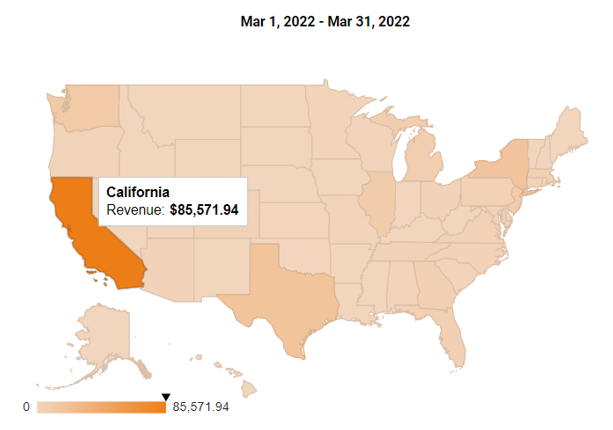 Mar 1, 2022 - Mar 31, 2022
California
Revenue: $85,571.94
0
85,571.94